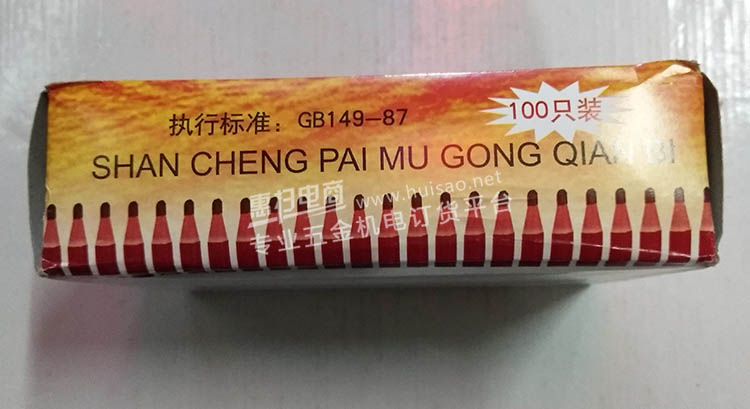 执行标准：GB149-87
100只装
SHAN CHENG PAI MU GONG QIAN BI
惠扫电商
www.huisao.net
专业五金机电订货平台